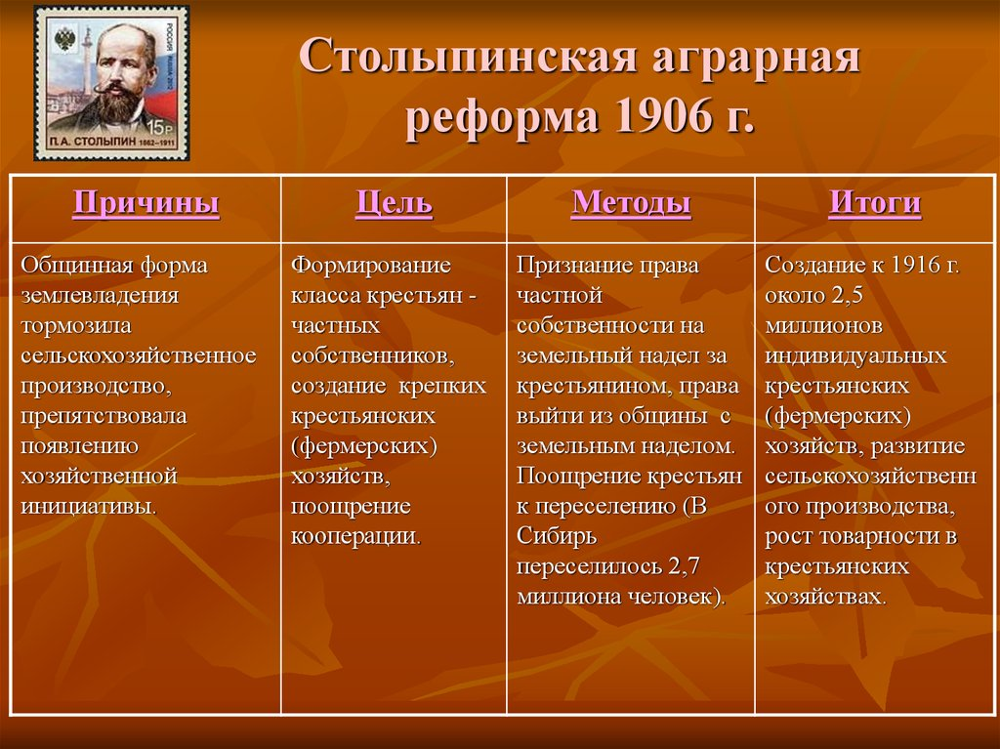 РОССИЯ RUSSIA 2012
15Р
П. А. СТОЛЫПИН 1862–1911
Столыпинская аграрная
реформа 1906 г.
Причины
Общинная форма
землевладения
тормозила
сельскохозяйственное
производство,
препятствовала
появлению
хозяйственной
инициативы.
Цель
Формирование
класса крестьян -
частных
собственников,
создание крепких
крестьянских
(фермерских)
хозяйств,
поощрение
кооперации.
Методы
Признание права
частной
собственности на
земельный надел за
крестьянином, права
выйти из общины с
земельным наделом.
Поощрение крестьян
к переселению (В
Сибирь
переселилось 2,7
миллиона человек).
Итоги
Создание к 1916 г.
около 2,5
миллионов
индивидуальных
крестьянских
(фермерских)
хозяйств, развитие
сельскохозяйственн
ого производства,
рост товарности в
крестьянских
хозяйствах.